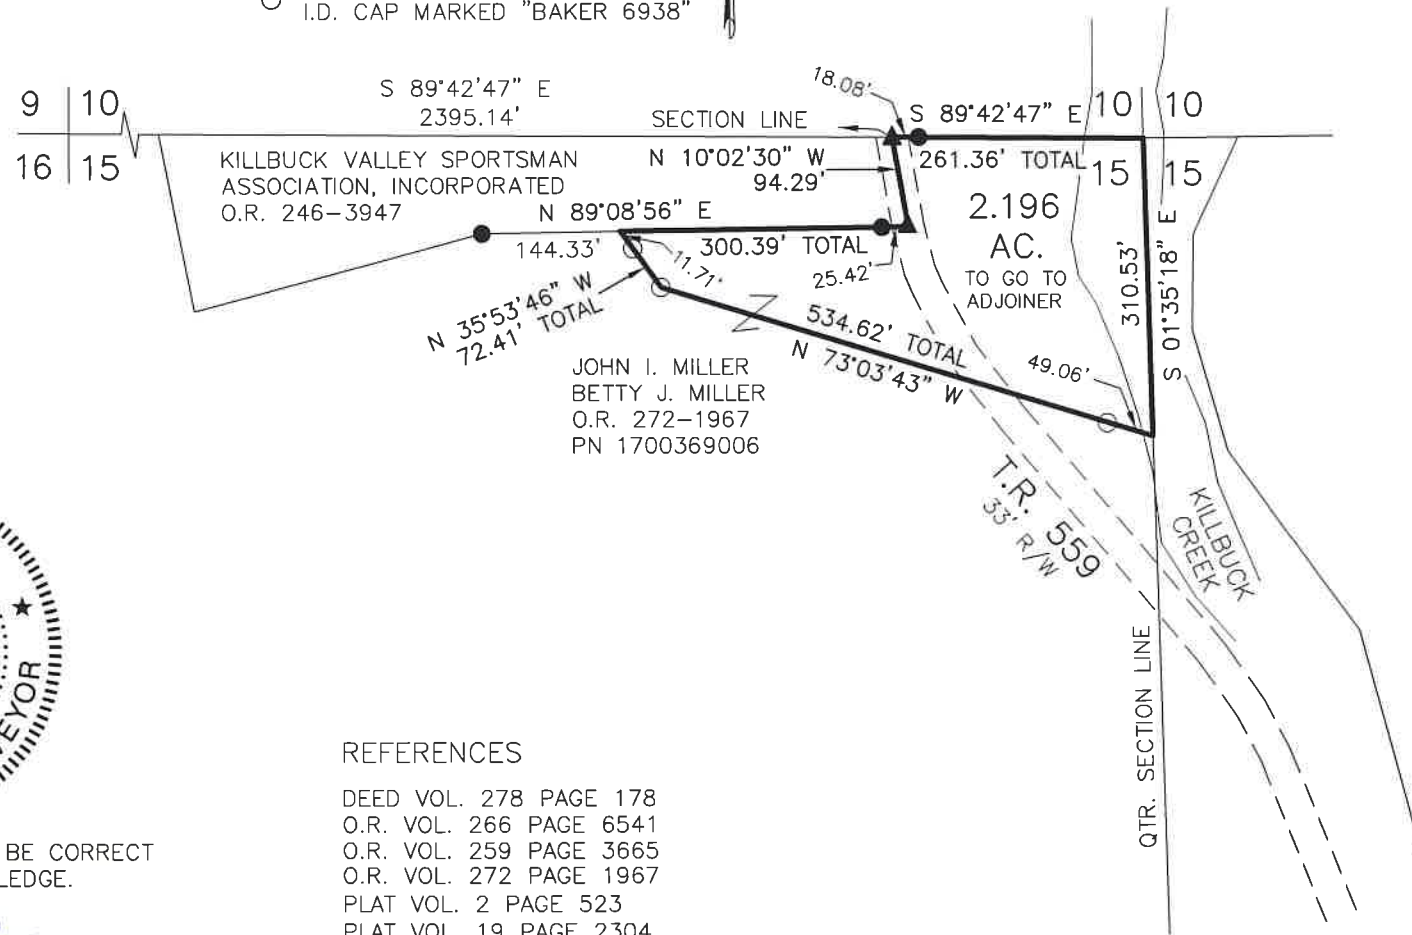 I.D. CAP MARKED "BAKER 6938"
S 89°42'47" E
2395.14'
9 10
16 15
SECTION LINE
18.08'
S 89°42'47" E
10 10
15 15
261.36' TOTAL
N 10°02'30" W
94.29'
KILLBUCK VALLEY SPORTSMAN
ASSOCIATION, INCORPORATED
O.R. 246-3947
N 89°08'56" E
144.33'
300.39' TOTAL
25.42'
11.71'
2.196
AC.
TO GO TO
ADJOINER
310.53'
S 01°35'18" E
N 35°53'46" W
72.41' TOTAL
534.62' TOTAL
N 73°03'43" W
49.06'
JOHN I. MILLER
BETTY J. MILLER
O.R. 272-1967
PN 1700369006
T.R. 559
33' R/W
KILLBUCK
CREEK
QTR. SECTION LINE
VEYOR
BE CORRECT
LEDGE.
REFERENCES
DEED VOL. 278 PAGE 178
O.R. VOL. 266 PAGE 6541
O.R. VOL. 259 PAGE 3665
O.R. VOL. 272 PAGE 1967
PLAT VOL. 2 PAGE 523
PLAT VOL. 19 PAGE 2304